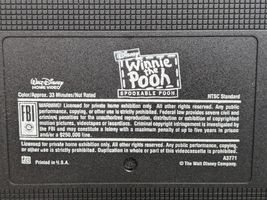 Disney's
Winnie
the
Pooh
SPOOKABLE POOH
Walt Disney
HOME VIDEO
Color/Approx. 33 Minutes/Not Rated
NTSC Standard
FBI
WARNING! Licensed for private home exhibition only. All other rights reserved. Any public
performance, copying, or other use is strictly prohibited. Federal law provides severe civil and
criminal penalties for the unauthorized reproduction, distribution or exhibition of copyrighted
motion pictures, videotapes or laserdiscs. Criminal copyright infringement is investigated by
the FBI and may constitute a felony with a maximum penalty of up to five years in prison
and/or a $250,000 fine.
Licensed for private home exhibition only. All other rights reserved. Any public performance, copying
or other use is strictly prohibited. Duplication in whole or part of this videocassette is prohibited.
Printed in U.S.A.
A3771
© The Walt Disney Company.